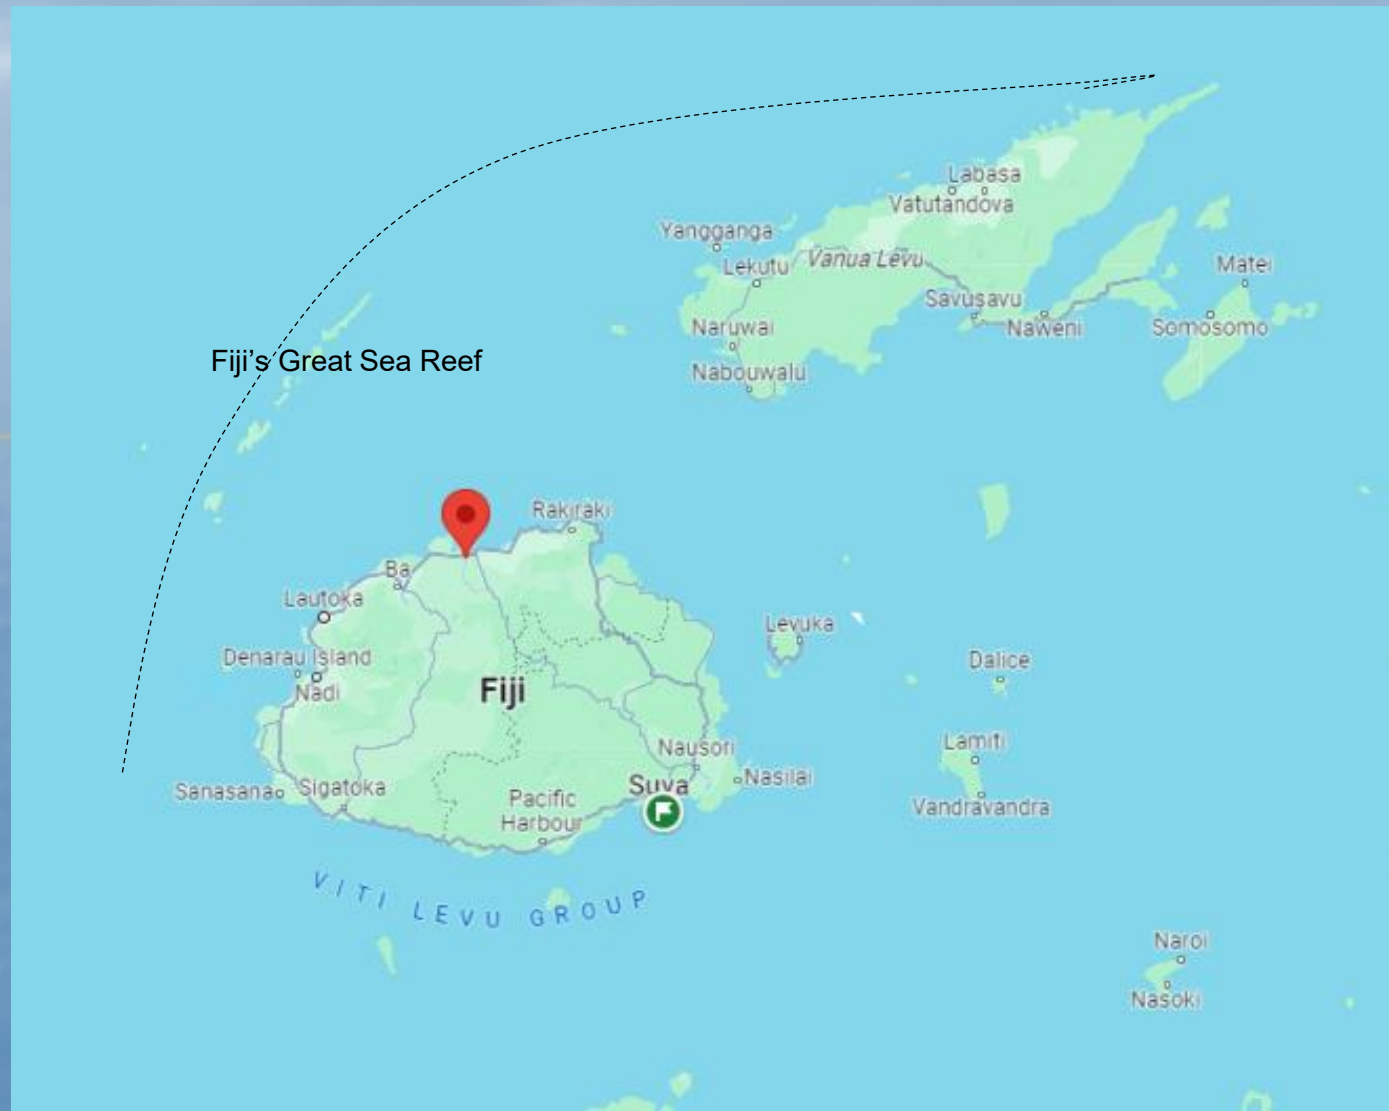 Labasa
Vatutandova
Yangganga
Lekutu
Vanua Levu
Matei
Savusavu
Naruwai
Naweni
Somosomo
Fiji's Great Sea Reef
Nabouwalu
Rakiraki
Ba
Lautoka
Levuka
Denarau Island
Nadi
Dalice
Fiji
Nausori
Lamiti
Sanasana
Sigatoka
Suva
Nasilai
Pacific
Harbour
Vandravandra
VITI LEVU GROUP
Naroi
Nasoki